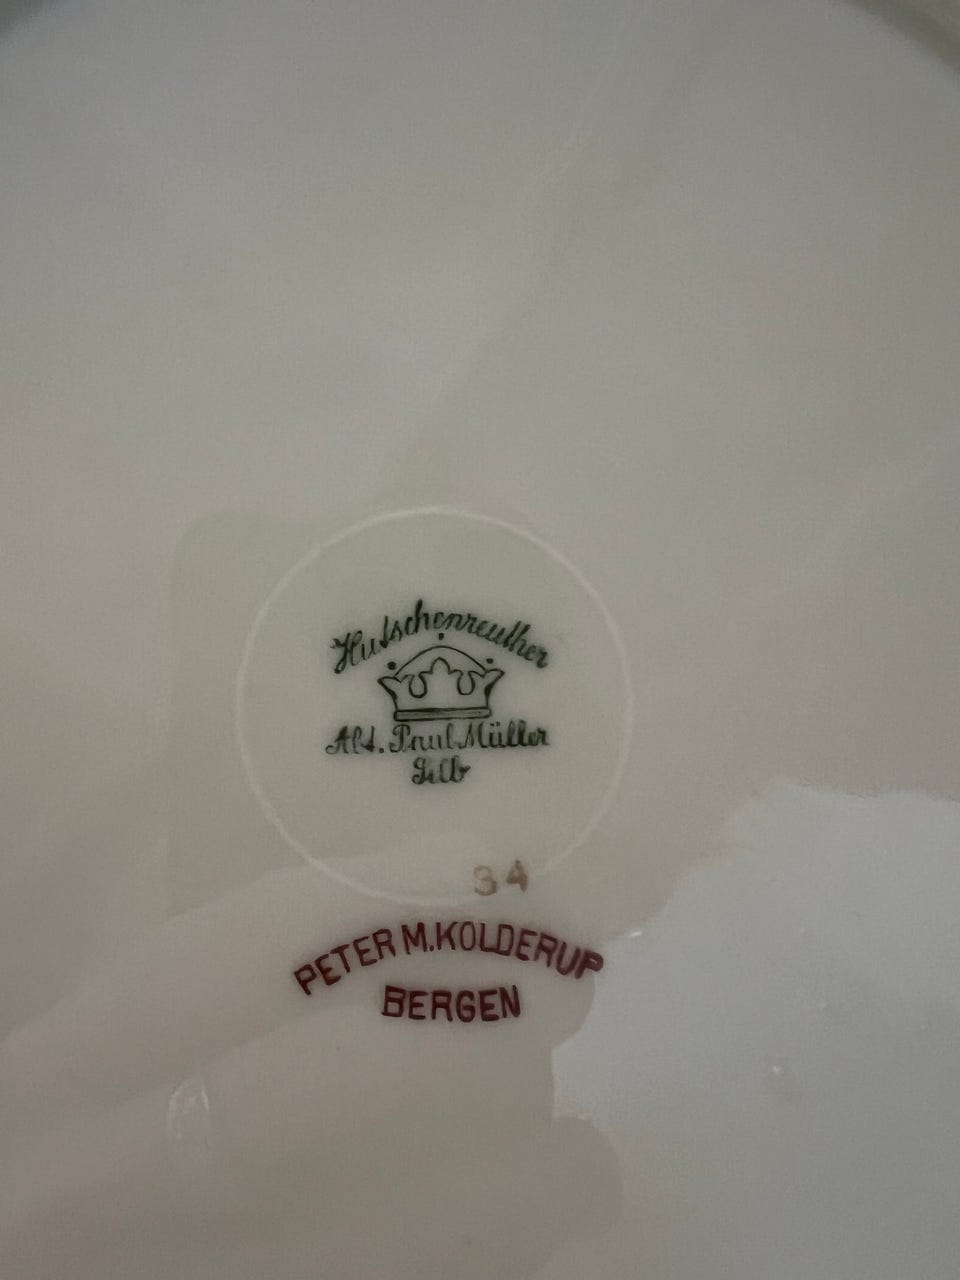 Hutschenreuther
Abt. Paul Müller
Selb
34
PETER M. KOLDERUP
BERGEN